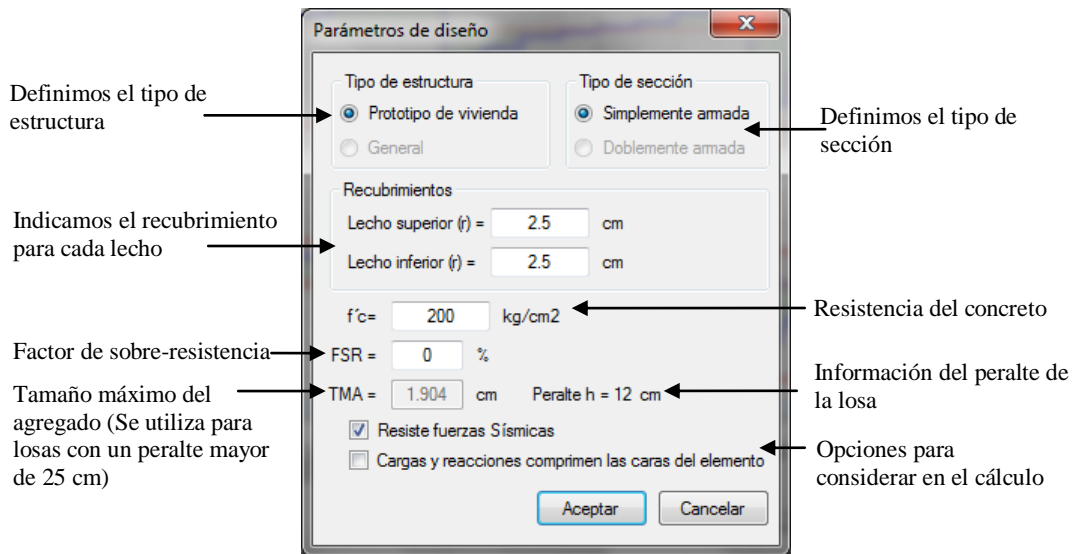 Parámetros de diseño
Tipo de estructura
Prototipo de vivienda
General
Tipo de sección
Simplemente armada
Doblemente armada
Definimos el tipo de
estructura
Definimos el tipo de
sección
Recubrimientos
Lecho superior (r) = 2.5 cm
Lecho inferior (r) = 2.5 cm
Indicamos el recubrimiento
para cada lecho
f´c= 200 kg/cm2
Resistencia del concreto
Factor de sobre-resistencia
FSR = 0 %
Tamaño máximo del
agregado (Se utiliza para
losas con un peralte mayor
de 25 cm)
TMA = 1.904 cm Peralte h = 12 cm
Información del peralte de
la losa
Resiste fuerzas Sísmicas
Cargas y reacciones comprimen las caras del elemento
Opciones para
considerar en el cálculo
Aceptar Cancelar